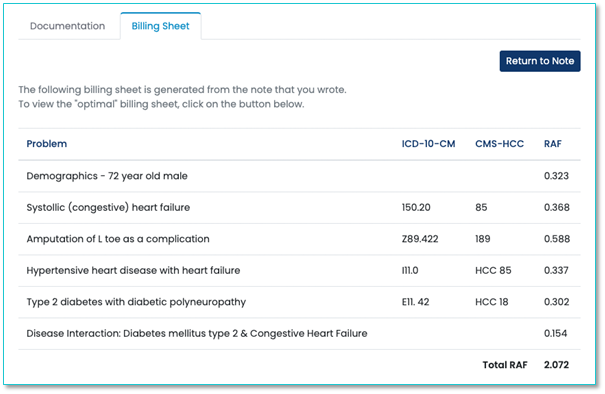 Documentation
Billing Sheet
Return to Note
The following billing sheet is generated from the note that you wrote.
To view the "optimal" billing sheet, click on the button below.
Problem ICD-10-CM CMS-HCC RAF
Demographics - 72 year old male 0.323
Systollic (congestive) heart failure 150.20 85 0.368
Amputation of L toe as a complication Z89.422 189 0.588
Hypertensive heart disease with heart failure I11.0 HCC 85 0.337
Type 2 diabetes with diabetic polyneuropathy E11. 42 HCC 18 0.302
Disease Interaction: Diabetes mellitus type 2 & Congestive Heart Failure 0.154
Total RAF 2.072